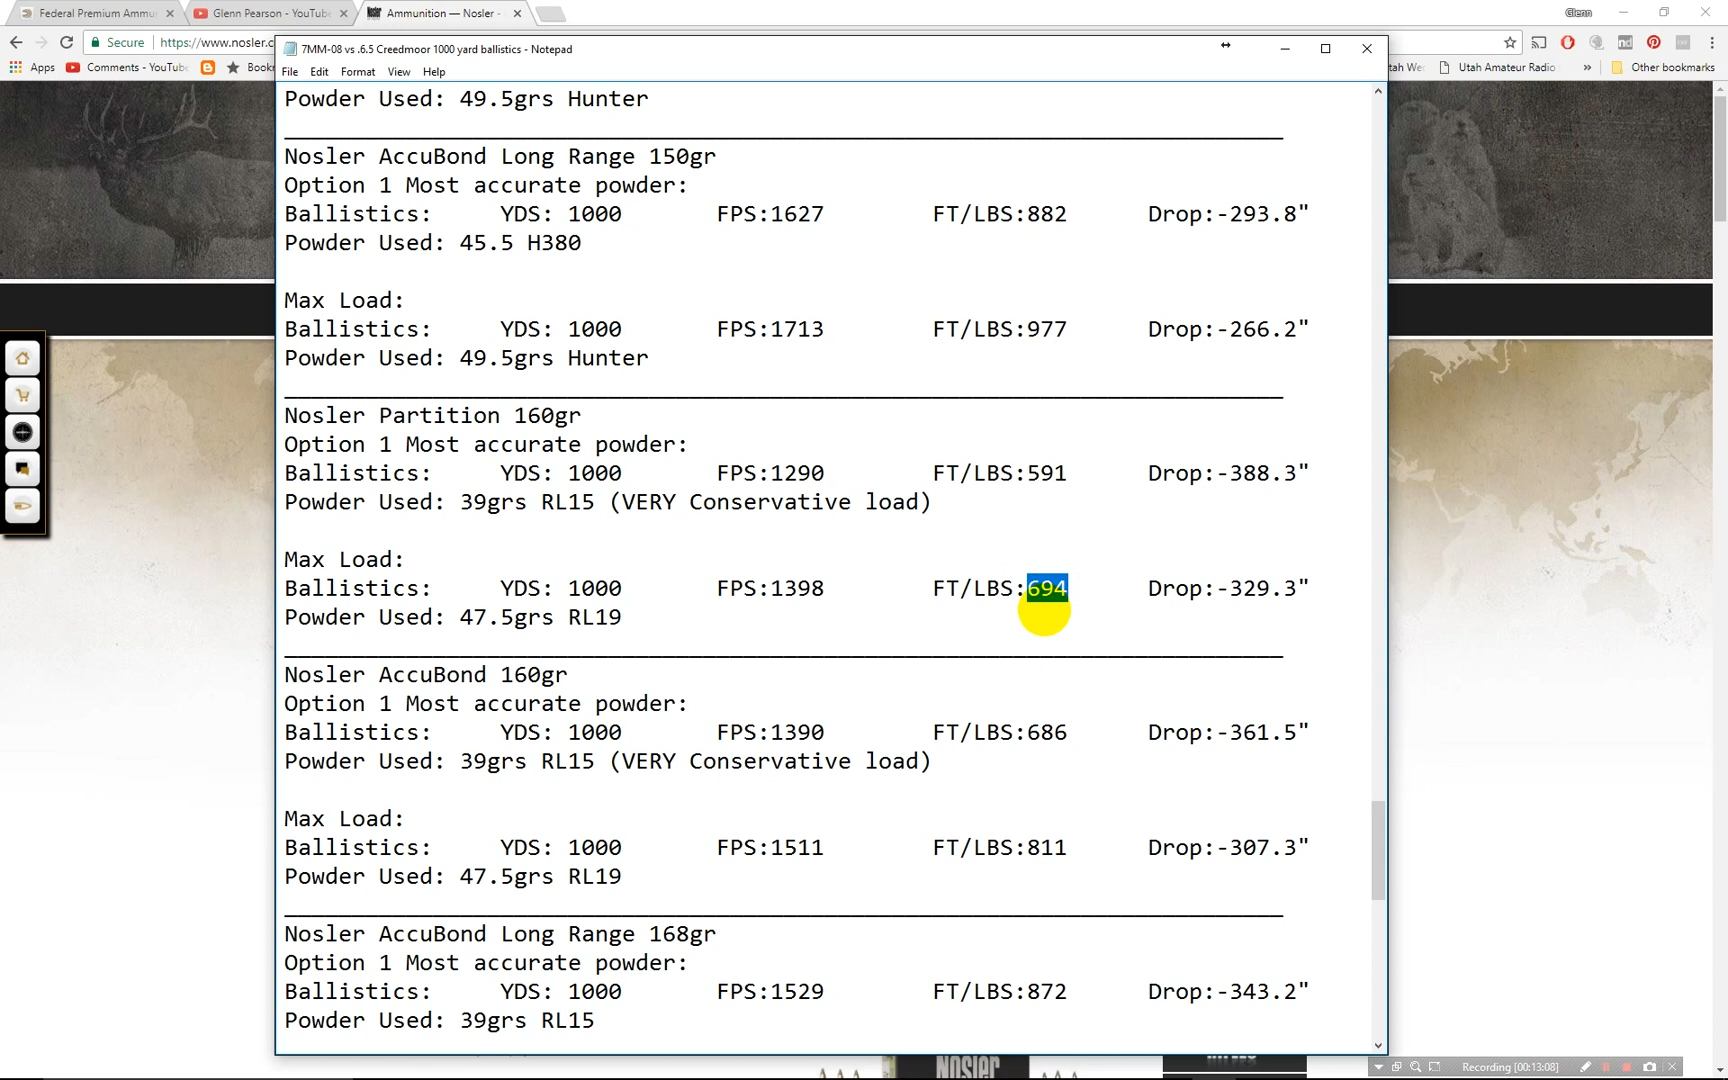 Federal Premium Ammu
Glenn Pearson - YouTube
Ammunition — Nosler -
Glenn
Secure
https://www.nosler.c
Apps
Comments - YouTube
Utah Amateur Radio
»
Other bookmarks
7MM-08 vs .6.5 Creedmoor 1000 yard ballistics - Notepad
File Edit Format View Help
Powder Used: 49.5grs Hunter
Nosler AccuBond Long Range 150gr
Option 1 Most accurate powder:
Ballistics: YDS: 1000 FPS:1627 FT/LBS:882 Drop:-293.8"
Powder Used: 45.5 H380
Max Load:
Ballistics: YDS: 1000 FPS:1713 FT/LBS:977 Drop:-266.2"
Powder Used: 49.5grs Hunter
Nosler Partition 160gr
Option 1 Most accurate powder:
Ballistics: YDS: 1000 FPS:1290 FT/LBS:591 Drop:-388.3"
Powder Used: 39grs RL15 (VERY Conservative load)
Max Load:
Ballistics: YDS: 1000 FPS:1398 FT/LBS:694 Drop:-329.3"
Powder Used: 47.5grs RL19
Nosler AccuBond 160gr
Option 1 Most accurate powder:
Ballistics: YDS: 1000 FPS:1390 FT/LBS:686 Drop:-361.5"
Powder Used: 39grs RL15 (VERY Conservative load)
Max Load:
Ballistics: YDS: 1000 FPS:1511 FT/LBS:811 Drop:-307.3"
Powder Used: 47.5grs RL19
Nosler AccuBond Long Range 168gr
Option 1 Most accurate powder:
Ballistics: YDS: 1000 FPS:1529 FT/LBS:872 Drop:-343.2"
Powder Used: 39grs RL15
Nosler
Recording [00:13:08]